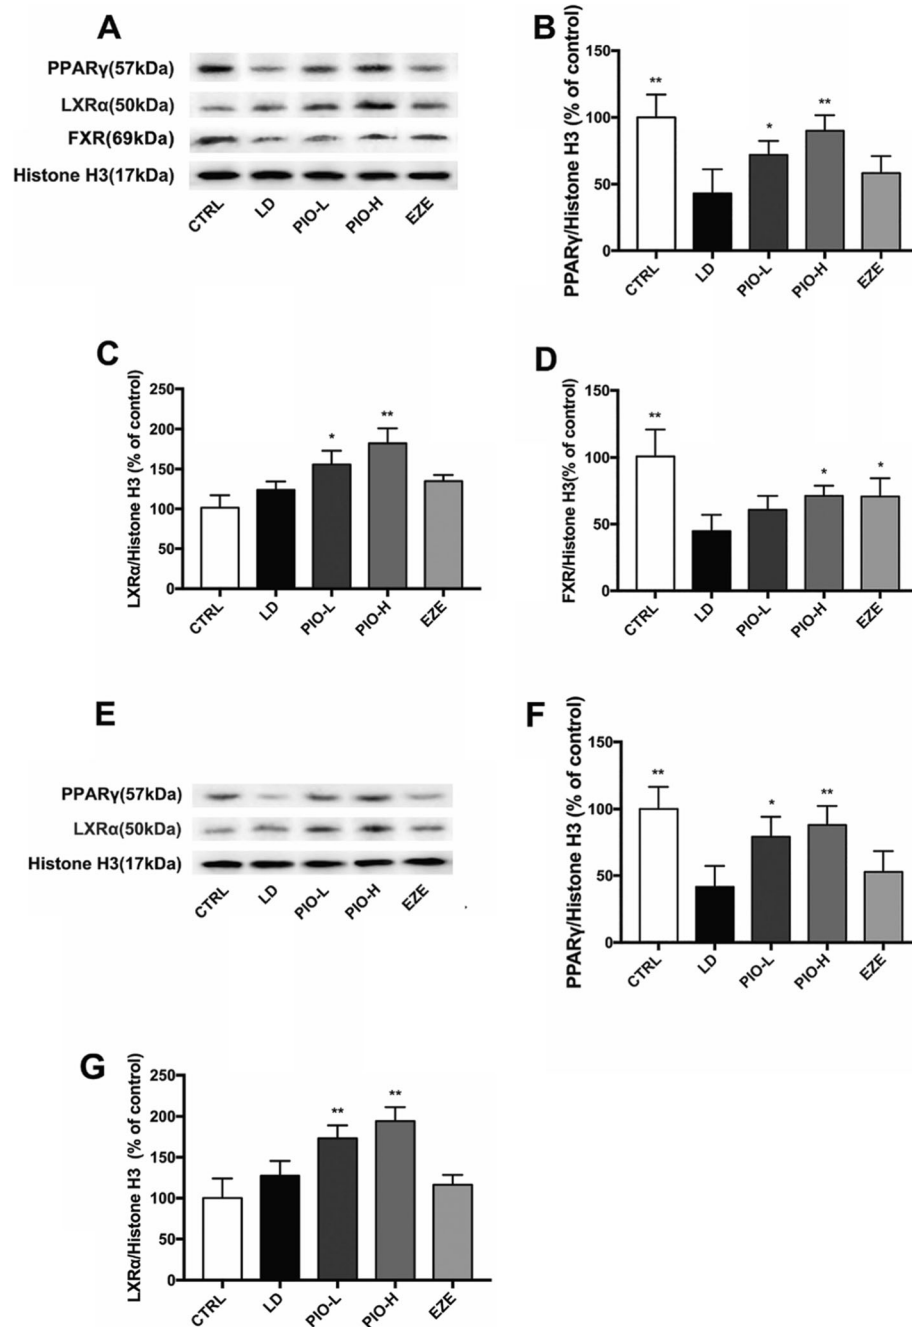 A
PPARγ(57kDa)
LXRα(50kDa)
FXR(69kDa)
Histone H3(17kDa)
CTRL
LD
PIO-L
PIO-H
EZE
B
PPARγ/Histone H3 (% of control)
150
100
50
0
**
*
**
CTRL
LD
PIO-L
PIO-H
EZE
C
LXRα/Histone H3 (% of control)
250
200
150
100
50
0
*
**
CTRL
LD
PIO-L
PIO-H
EZE
D
FXR/Histone H3(% of control)
150
100
50
0
**
*
*
CTRL
LD
PIO-L
PIO-H
EZE
E
PPARγ(57kDa)
LXRα(50kDa)
Histone H3(17kDa)
CTRL
LD
PIO-L
PIO-H
EZE
F
PPARγ/Histone H3 (% of control)
150
100
50
0
**
*
**
CTRL
LD
PIO-L
PIO-H
EZE
G
LXRα/Histone H3 (% of control)
250
200
150
100
50
0
**
**
CTRL
LD
PIO-L
PIO-H
EZE